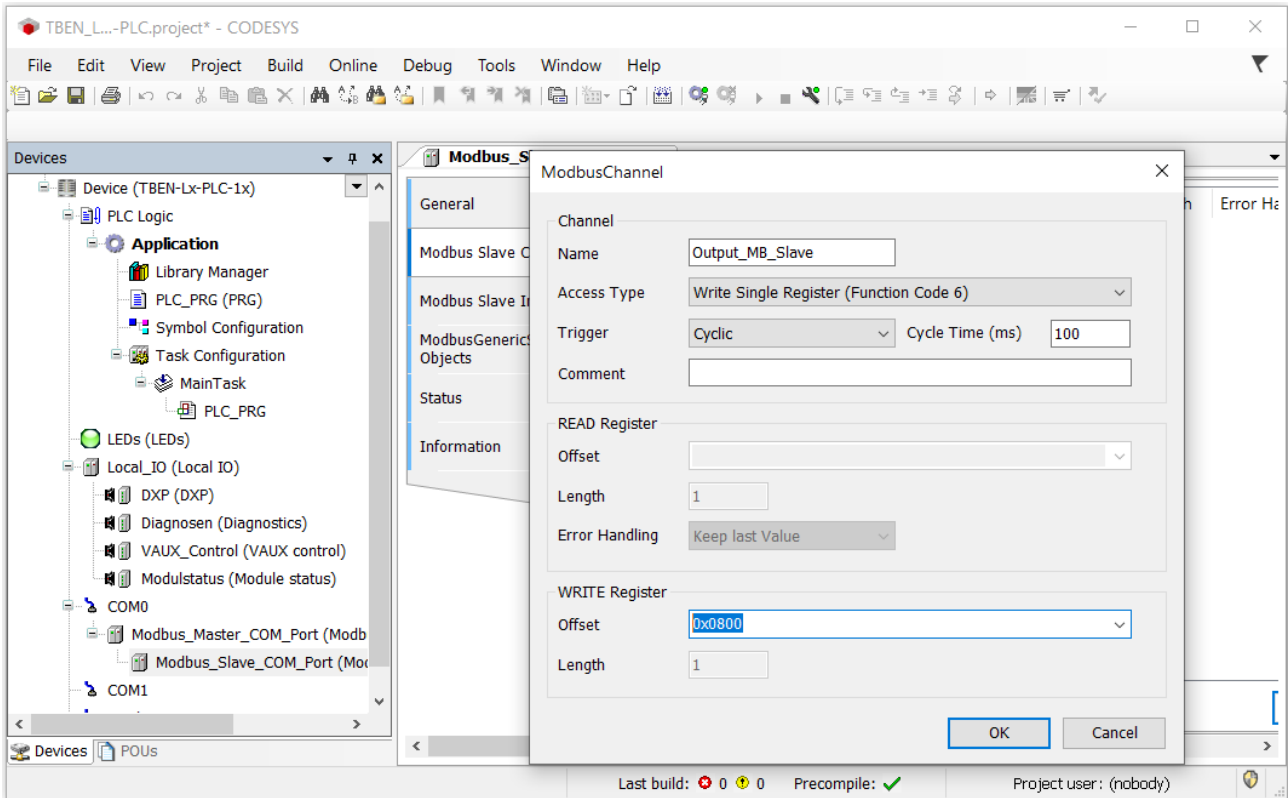 TBEN_L...-PLC.project* - CODESYS
File Edit View Project Build Online Debug Tools Window Help
Devices
Device (TBEN-Lx-PLC-1x)
PLC Logic
Application
Library Manager
PLC_PRG (PRG)
Symbol Configuration
Task Configuration
MainTask
PLC_PRG
LEDs (LEDs)
Local_IO (Local IO)
DXP (DXP)
Diagnosen (Diagnostics)
VAUX_Control (VAUX control)
Modulstatus (Module status)
COM0
Modbus_Master_COM_Port (Modb
Modbus_Slave_COM_Port (Mod
COM1
Devices POUs
Modbus_S
General
Modbus Slave C
Modbus Slave In
ModbusGenericS
Objects
Status
Information
h Error Ha
ModbusChannel
Channel
Name Output_MB_Slave
Access Type Write Single Register (Function Code 6)
Trigger Cyclic Cycle Time (ms) 100
Comment
READ Register
Offset
Length 1
Error Handling Keep last Value
WRITE Register
Offset 0x0800
Length 1
OK Cancel
Last build: 0 0 Precompile: Project user: (nobody)